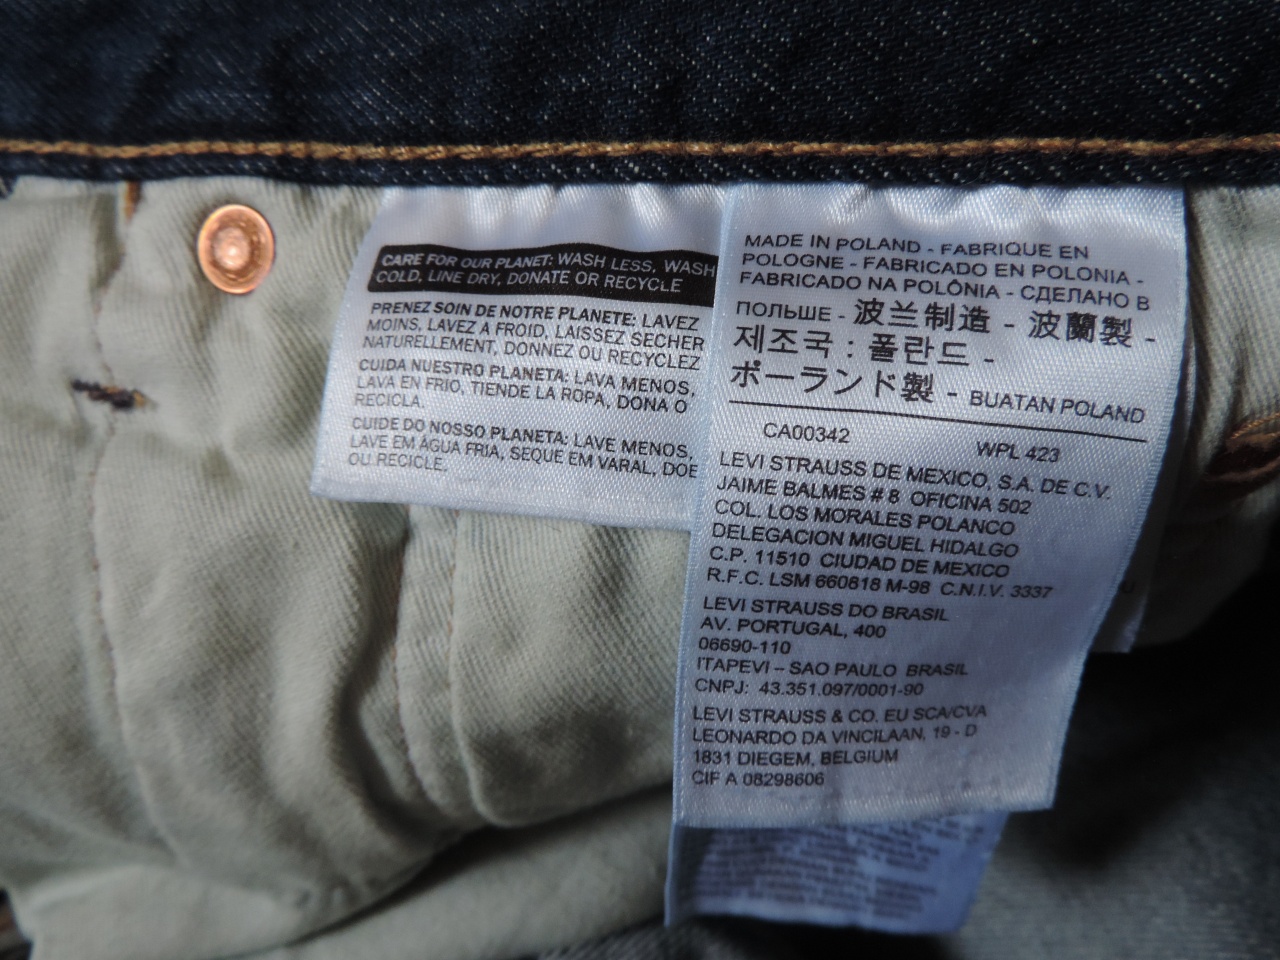 CARE FOR OUR PLANET: WASH LESS, WASH
COLD, LINE DRY, DONATE OR RECYCLE
PRENEZ SOIN DE NOTRE PLANETE: LAVEZ
MOINS, LAVEZ A FROID, LAISSEZ SECHER
NATURELLEMENT, DONNEZ OU RECYCLEZ
CUIDA NUESTRO PLANETA: LAVA MENOS,
LAVA EN FRIO, TIENDE LA ROPA, DONA O
RECICLA.
CUIDE DO NOSSO PLANETA: LAVE MENOS,
LAVE EM ÁGUA FRIA, SEQUE EM VARAL, DOE
OU RECICLE.
MADE IN POLAND - FABRIQUE EN
POLOGNE - FABRICADO EN POLONIA -
FABRICADO NA POLÔNIA - СДЕЛАНО В
ПОЛЬШЕ - 波兰制造 - 波蘭製 -
제조국 : 폴란드 -
ポーランド製 - BUATAN POLAND
CA00342 WPL 423
LEVI STRAUSS DE MEXICO, S.A. DE C.V.
JAIME BALMES # 8 OFICINA 502
COL. LOS MORALES POLANCO
DELEGACION MIGUEL HIDALGO
C.P. 11510 CIUDAD DE MEXICO
R.F.C. LSM 660818 M-98 C.N.I.V. 3337
LEVI STRAUSS DO BRASIL
AV. PORTUGAL, 400
06690-110
ITAPEVI – SAO PAULO BRASIL
CNPJ: 43.351.097/0001-90
LEVI STRAUSS & CO. EU SCA/CVA
LEONARDO DA VINCILAAN, 19 - D
1831 DIEGEM, BELGIUM
CIF A 08298606